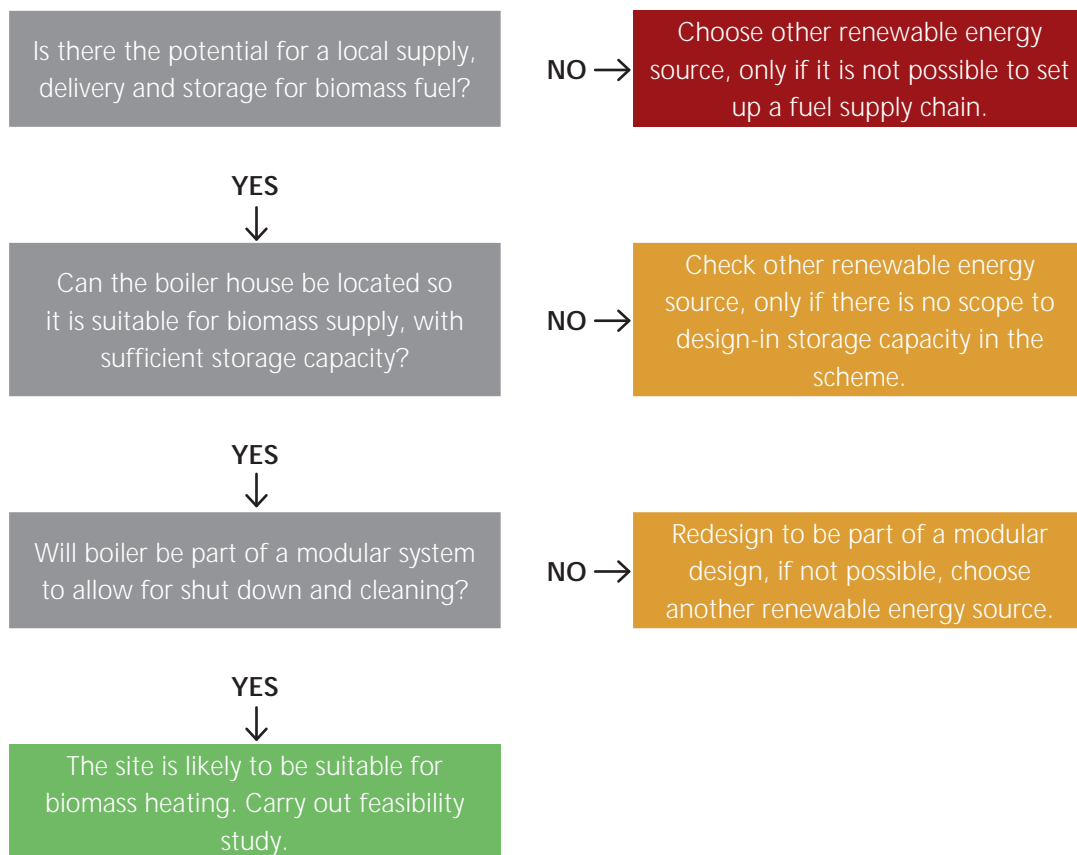 Is there the potential for a local supply,
delivery and storage for biomass fuel?
NO
Choose other renewable energy
source, only if it is not possible to set
up a fuel supply chain.
YES
Can the boiler house be located so
it is suitable for biomass supply, with
sufficient storage capacity?
NO
Check other renewable energy
source, only if there is no scope to
design-in storage capacity in the
scheme.
YES
Will boiler be part of a modular system
to allow for shut down and cleaning?
NO
Redesign to be part of a modular
design, if not possible, choose
another renewable energy source.
YES
The site is likely to be suitable for
biomass heating. Carry out feasibility
study.